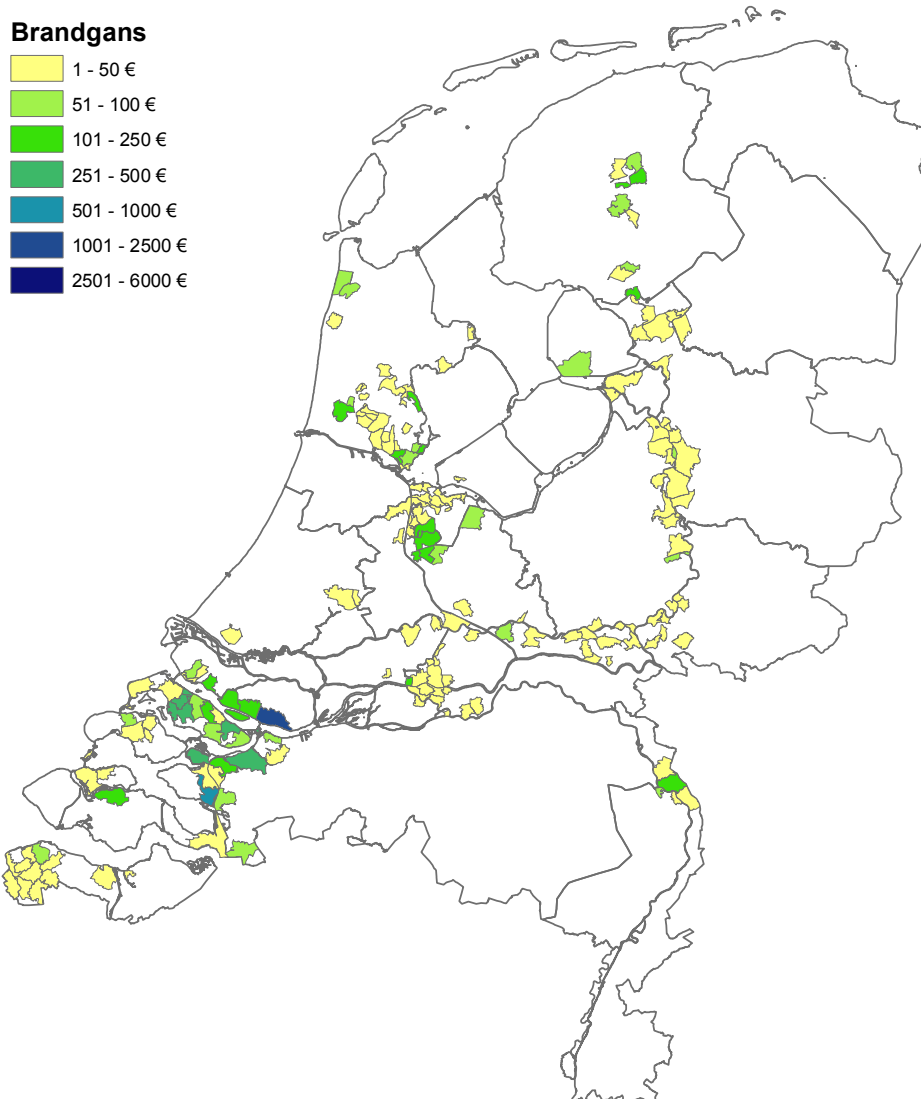 Brandgans
1 - 50 €
51 - 100 €
101 - 250 €
251 - 500 €
501 - 1000 €
1001 - 2500 €
2501 - 6000 €